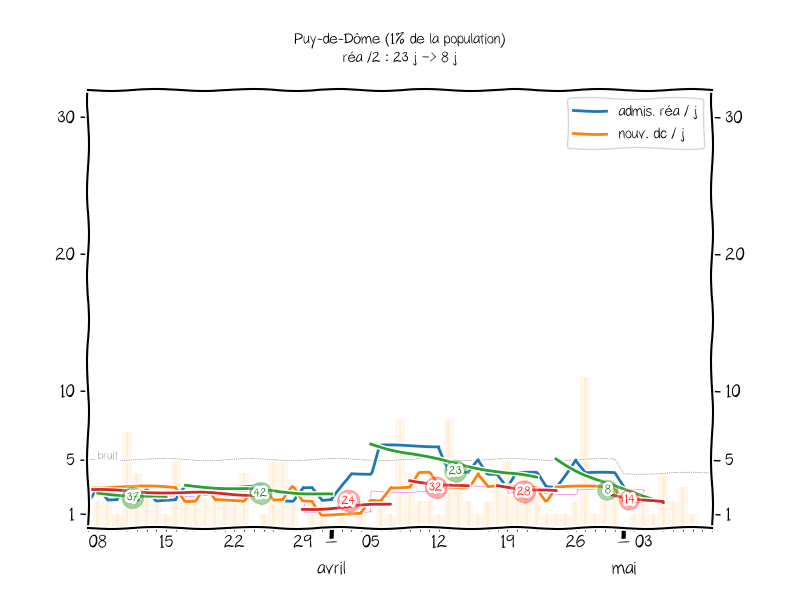 Puy-de-Dôme (1% de la population)
réa /2 : 23 j -> 8 j
admis. réa / j
nouv. dc / j
30
30
20
20
10
10
bruit
5
5
1
1
37
42
24
32
23
28
8
14
08 15 22 29 05 12 19 26 03
avril mai